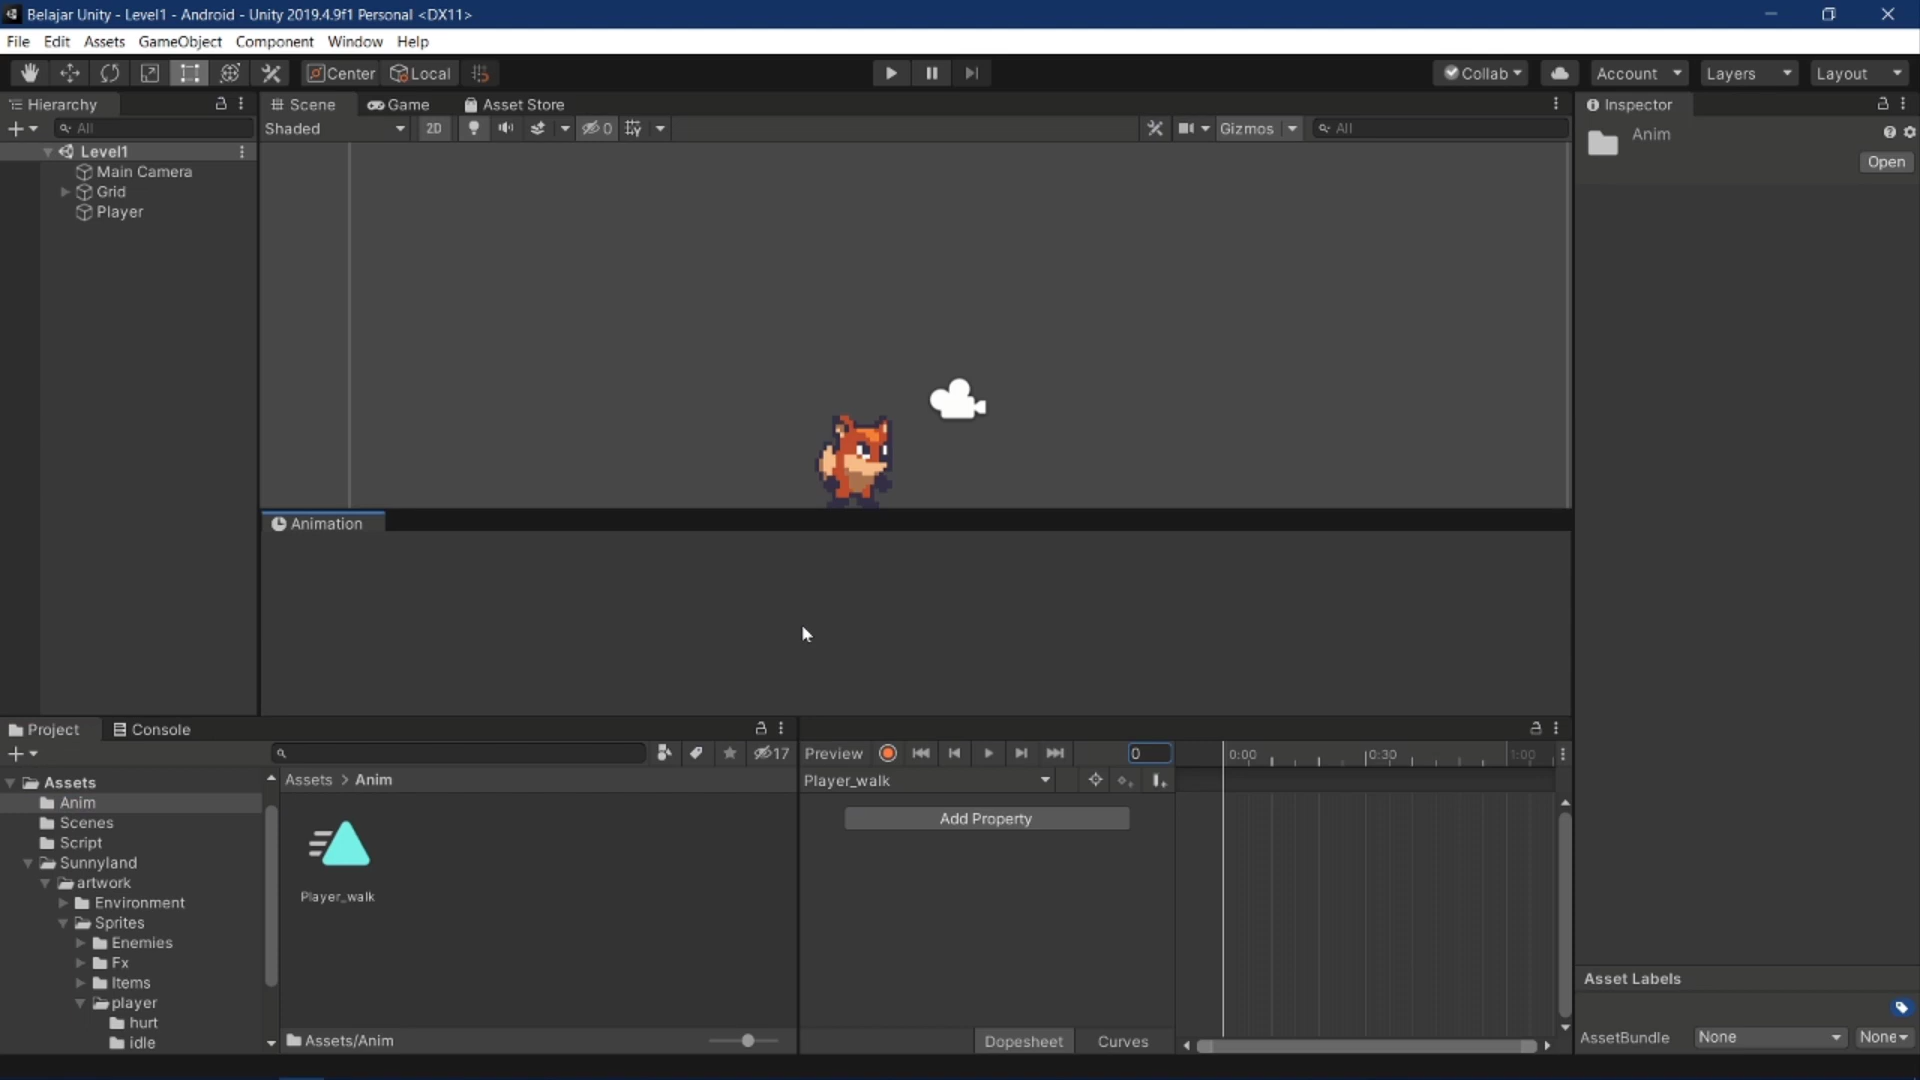 Belajar Unity - Level1 - Android - Unity 2019.4.9f1 Personal <DX11>
File Edit Assets GameObject Component Window Help
Center Local Collab Account Layers Layout
Hierarchy
All
Level1
Main Camera
Grid
Player
Scene Game Asset Store
Shaded 2D 0 Gizmos All
Inspector
Anim
Open
Animation
Project Console
17
Assets
Anim
Scenes
Script
Sunnyland
artwork
Environment
Sprites
Enemies
Fx
Items
player
hurt
idle
Assets > Anim
Player_walk
Assets/Anim
Preview 0 0:00 0:30 1:00
Player_walk
Add Property
Dopesheet Curves
Asset Labels
AssetBundle None None